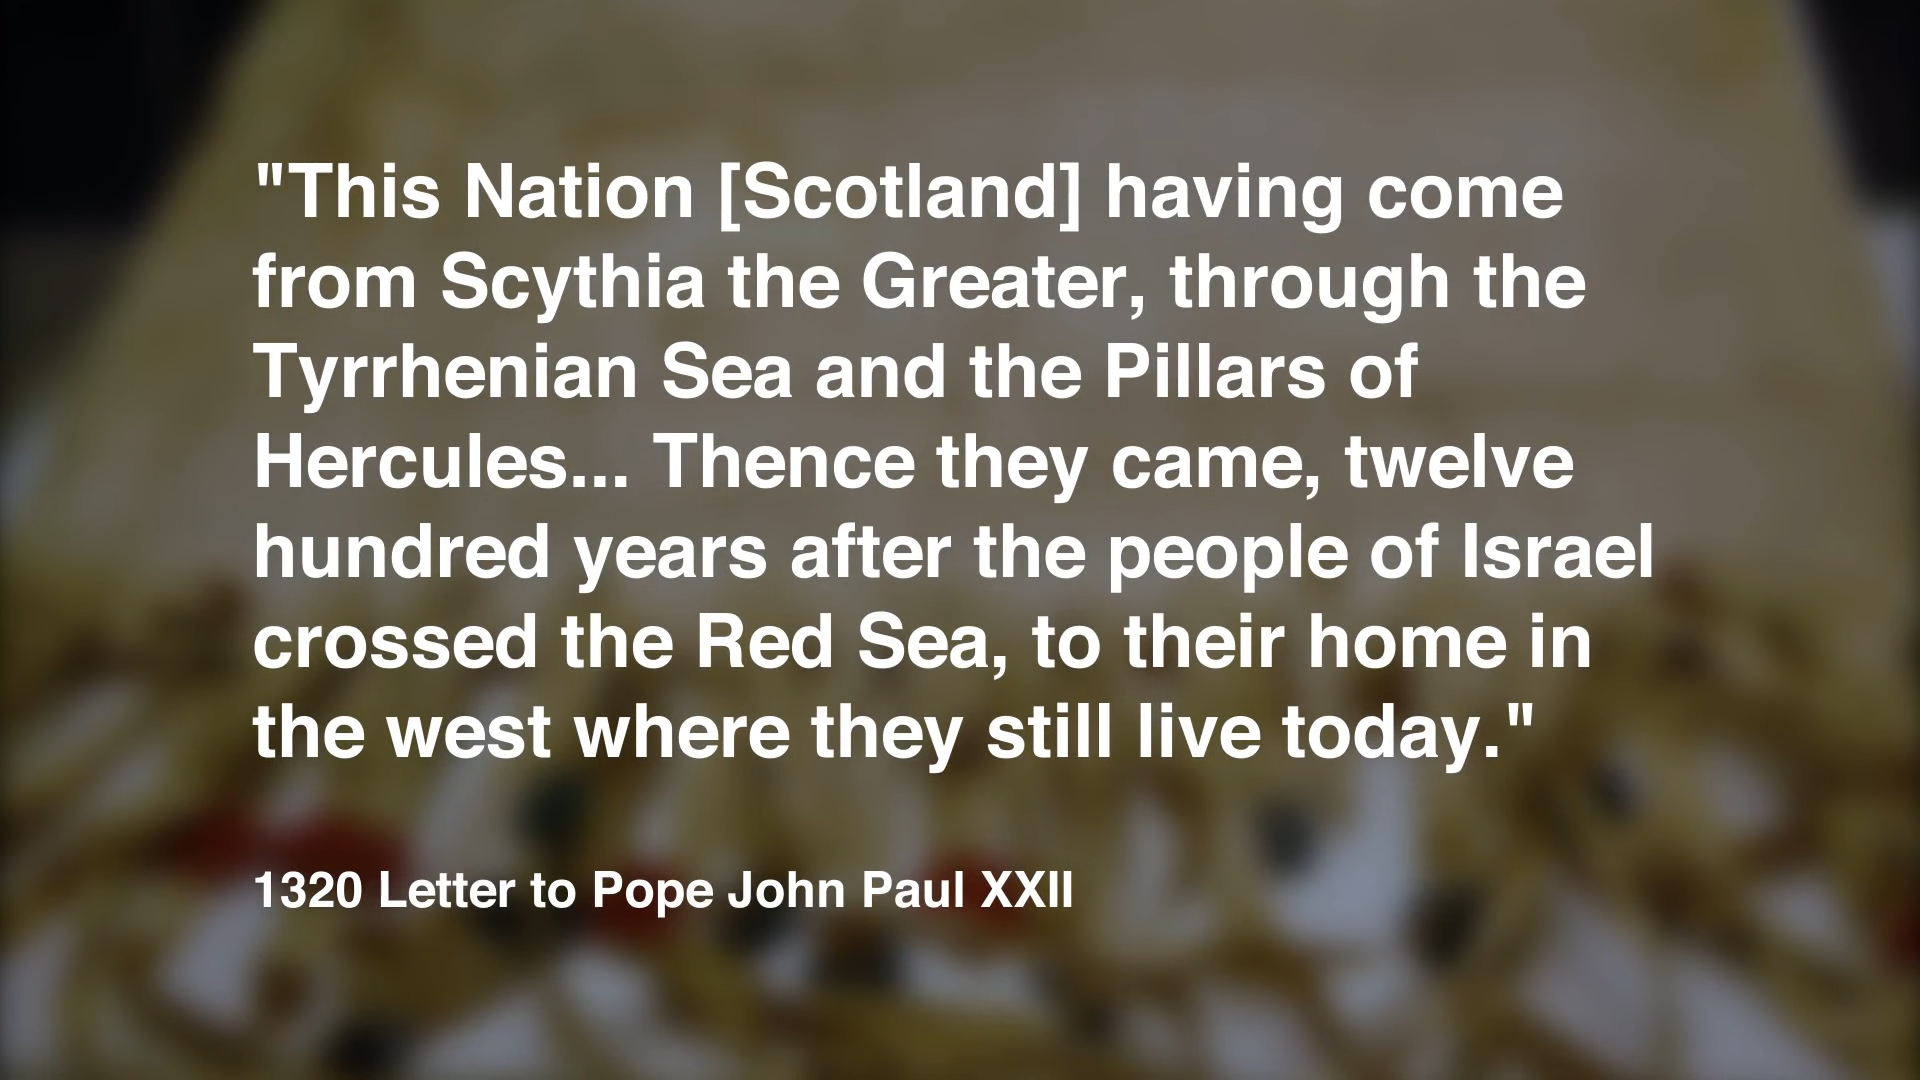 "This Nation [Scotland] having come
from Scythia the Greater, through the
Tyrrhenian Sea and the Pillars of
Hercules... Thence they came, twelve
hundred years after the people of Israel
crossed the Red Sea, to their home in
the west where they still live today."
1320 Letter to Pope John Paul XXII